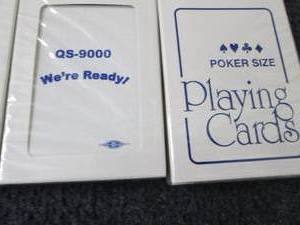 QS-9000
We're Ready!
POKER SIZE
Playing
Cards